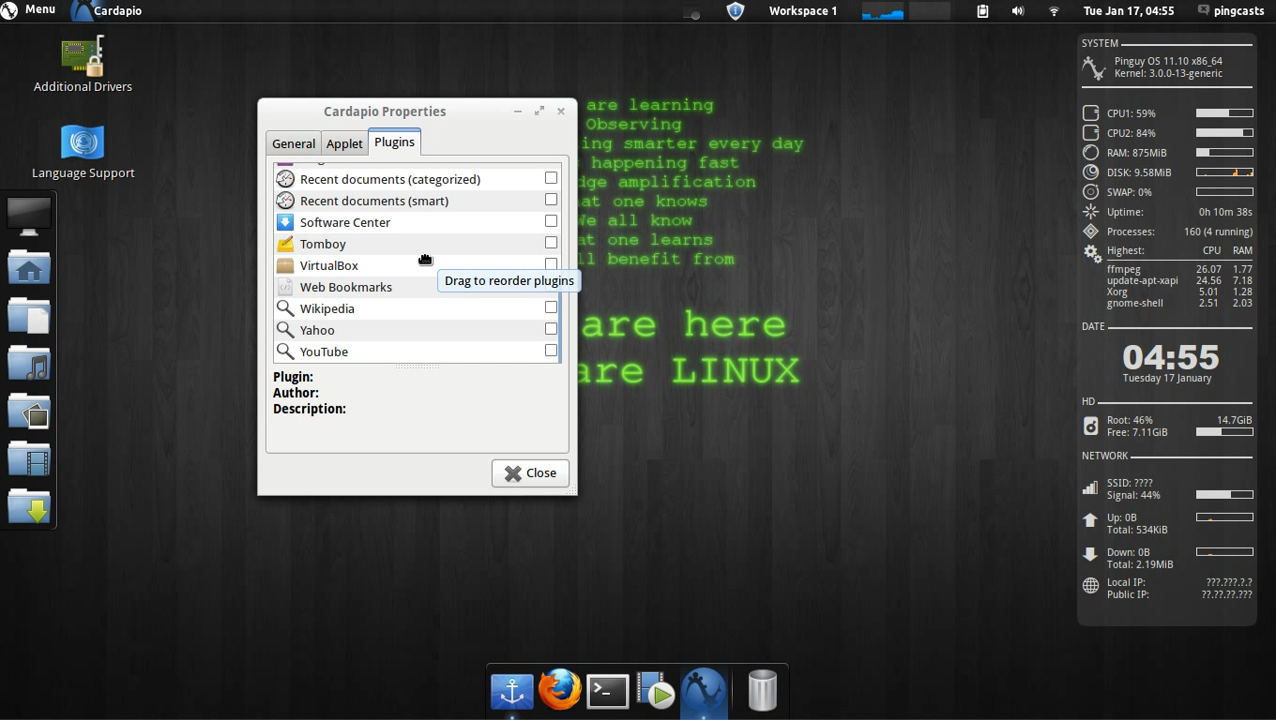 Menu
Cardapio
Workspace 1
Tue Jan 17, 04:55
pingcasts
Additional Drivers
Language Support
are learning
Observing
ing smarter every day
happening fast
dge amplification
at one knows
We all know
at one learns
ll benefit from
are here
are LINUX
Cardapio Properties
General
Applet
Plugins
Recent documents (categorized)
Recent documents (smart)
Software Center
Tomboy
VirtualBox
Drag to reorder plugins
Web Bookmarks
Wikipedia
Yahoo
YouTube
Plugin:
Author:
Description:
Close
SYSTEM
Pinguy OS 11.10 x86_64
Kernel: 3.0.0-13-generic
CPU1: 59%
CPU2: 84%
RAM: 875MiB
DISK: 9.58MiB
SWAP: 0%
Uptime: 0h 10m 38s
Processes: 160 (4 running)
Highest: CPU RAM
ffmpeg 26.07 1.77
update-apt-xapi 24.56 7.18
Xorg 5.01 1.28
gnome-shell 2.51 2.03
DATE
04:55
Tuesday 17 January
HD
Root: 46% 14.7GiB
Free: 7.11GiB
NETWORK
SSID: ????
Signal: 44%
Up: 0B
Total: 534KiB
Down: 0B
Total: 2.19MiB
Local IP: ???.???.?.?
Public IP: ??.??.??.???